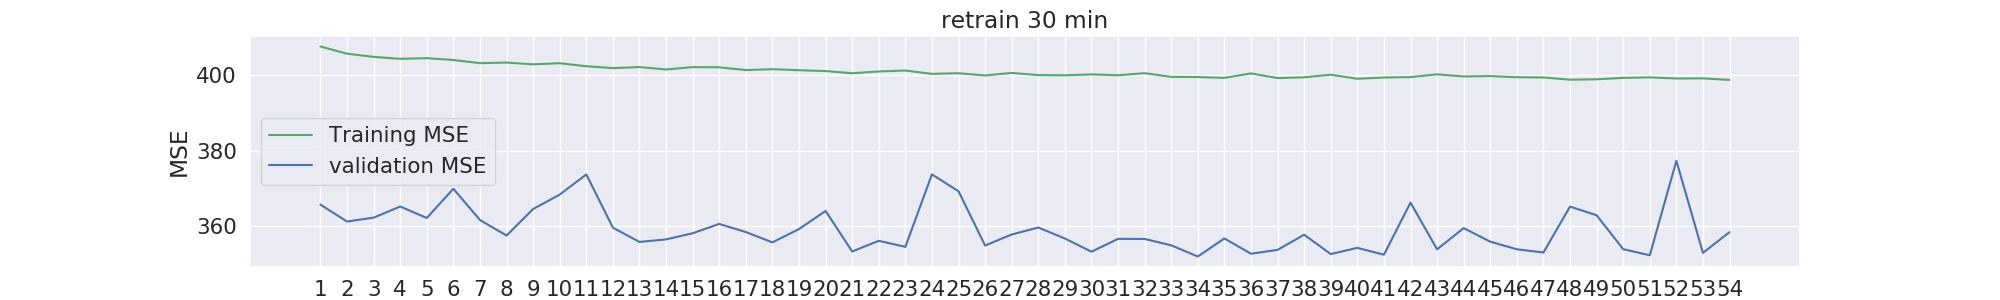 retrain 30 min
MSE
400
380
360
Training MSE
validation MSE
1 2 3 4 5 6 7 8 9 10 11 12 13 14 15 16 17 18 19 20 21 22 23 24 25 26 27 28 29 30 31 32 33 34 35 36 37 38 39 40 41 42 43 44 45 46 47 48 49 50 51 52 53 54